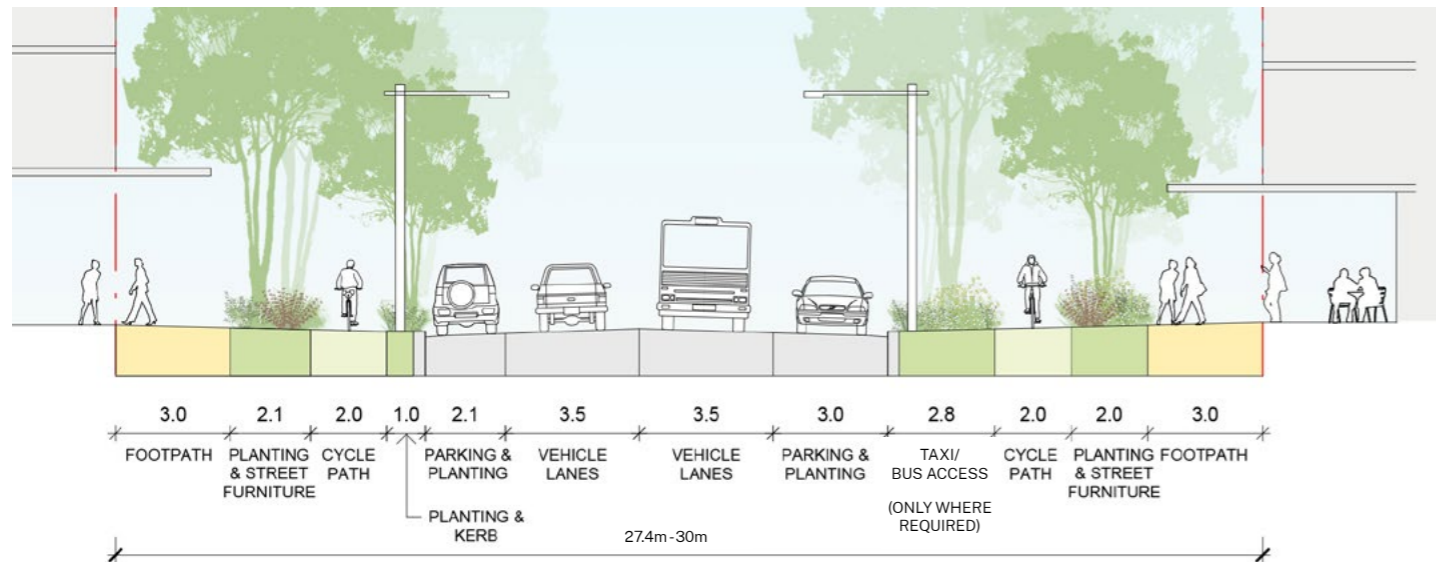 3.0 2.1 2.0 1.0 2.1 3.5 3.5 3.0 2.8 2.0 2.0 3.0
FOOTPATH
PLANTING
& STREET
FURNITURE
CYCLE
PATH
PLANTING &
KERB
PARKING &
PLANTING
VEHICLE
LANES
VEHICLE
LANES
PARKING &
PLANTING
TAXI/
BUS ACCESS
(ONLY WHERE
REQUIRED)
CYCLE
PATH
PLANTING
& STREET
FURNITURE
FOOTPATH
27.4m-30m